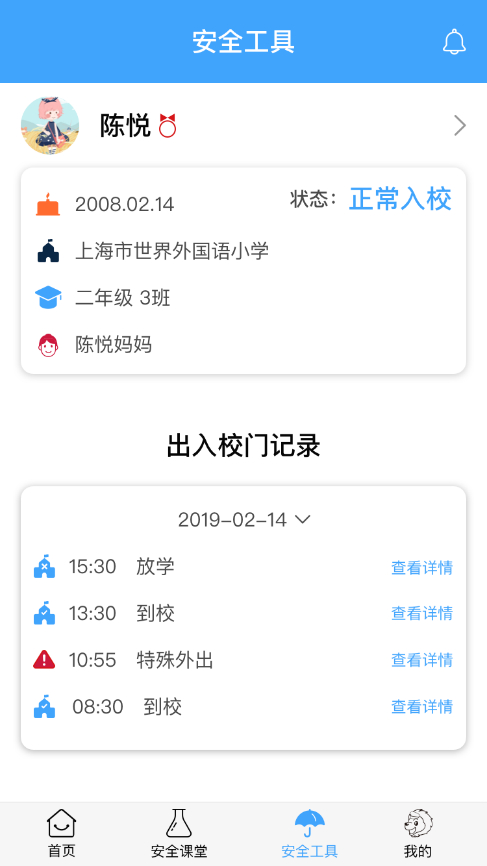 安全工具
陈悦
2008.02.14
状态：正常入校
上海市世界外国语小学
二年级 3班
陈悦妈妈
出入校门记录
2019-02-14
15:30 放学 查看详情
13:30 到校 查看详情
10:55 特殊外出 查看详情
08:30 到校 查看详情
首页 安全课堂 安全工具 我的